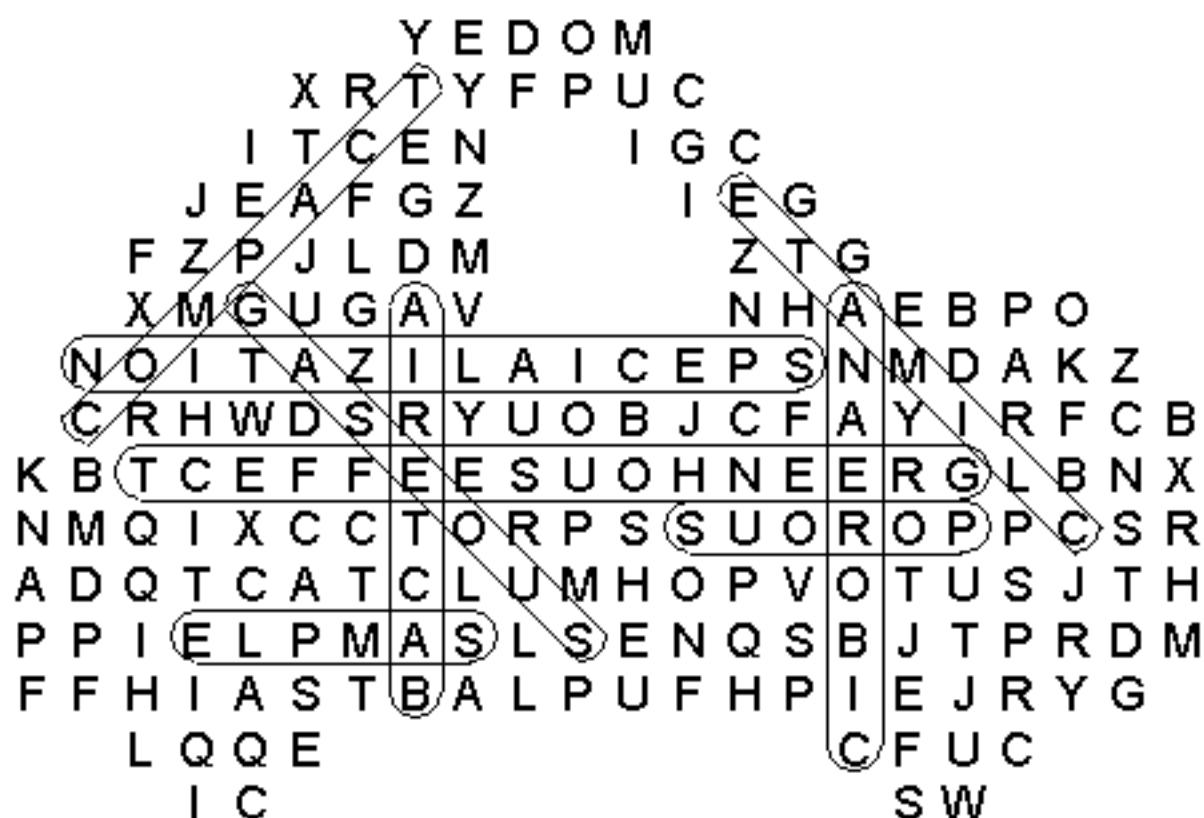 Y E D O M
X R T Y F P U C
I T C E N I G C
J E A F G Z I E G
F Z P J L D M Z T G
X M G U G A V N H A E B P O
N O I T A Z I L A I C E P S N M D A K Z
C R H W D S R Y U O B J C F A Y I R F C B
K B T C E F F E E S U O H N E E R G L B N X
N M Q I X C C T O R P S S U O R O P P C S R
A D Q T C A T C L U M H O P V O T U S J T H
P P I E L P M A S L S E N Q S B J T P R D M
F F H I A S T B A L P U F H P I E J R Y G
L Q Q E C F U C
I C S W